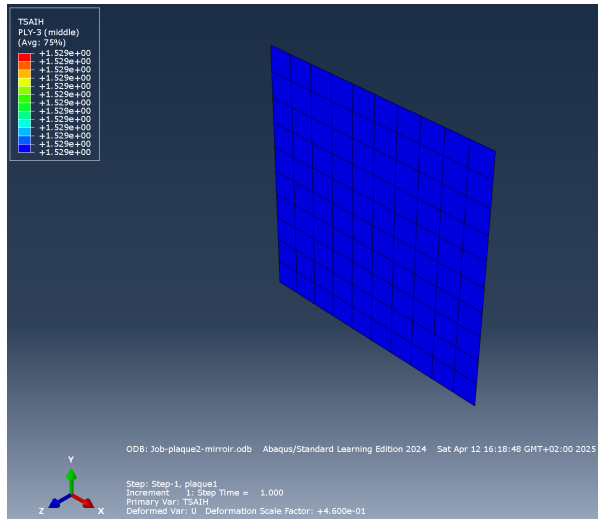 TSAIH
PLY-3 (middle)
(Avg: 75%)
+1.529e+00
+1.529e+00
+1.529e+00
+1.529e+00
+1.529e+00
+1.529e+00
+1.529e+00
+1.529e+00
+1.529e+00
+1.529e+00
+1.529e+00
+1.529e+00
+1.529e+00
ODB: Job-plaque2-mirroir.odb Abaqus/Standard Learning Edition 2024 Sat Apr 12 16:18:48 GMT+02:00 2025
Y
Z X
Step: Step-1, plaque1
Increment 1: Step Time = 1.000
Primary Var: TSAIH
Deformed Var: U Deformation Scale Factor: +4.600e-01